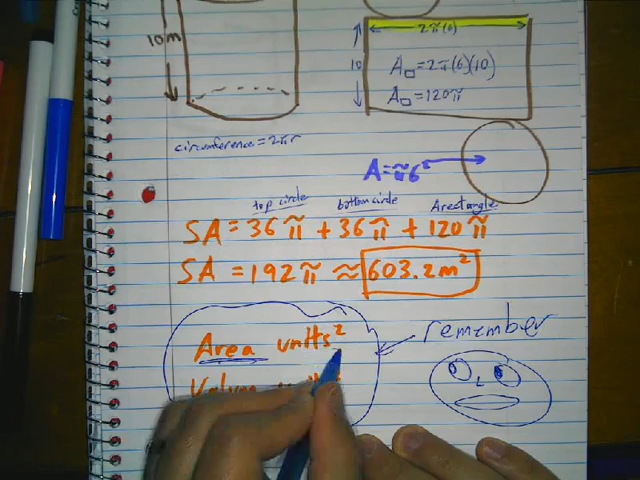 10m
2π(6)
10
A□=2π(6)(10)
A□=120π
circumference=2πr
A=π6²
top circle bottom circle Arectangle
SA=36π+36π+120π
SA=192π≈603.2m²
remember
Area units²